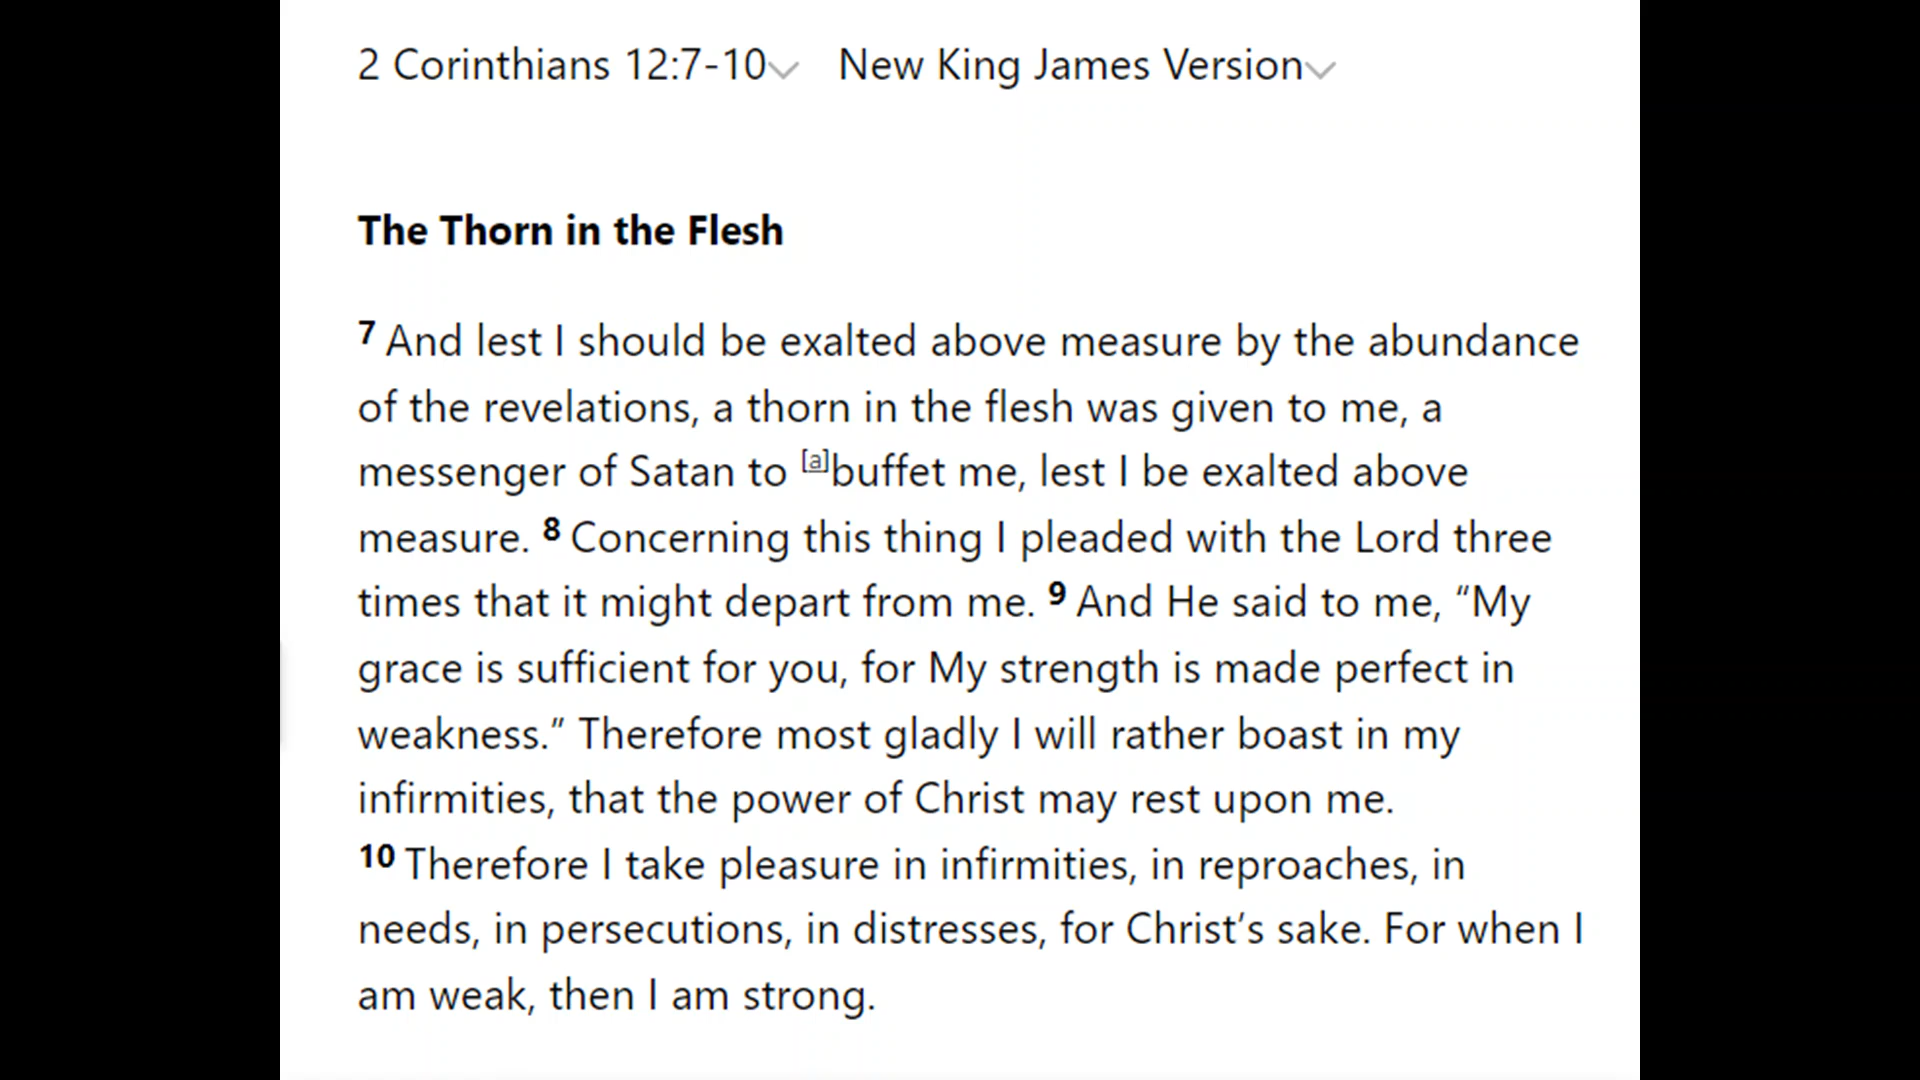 2 Corinthians 12:7-10 New King James Version
The Thorn in the Flesh
7 And lest I should be exalted above measure by the abundance
of the revelations, a thorn in the flesh was given to me, a
messenger of Satan to [a]buffet me, lest I be exalted above
measure. 8 Concerning this thing I pleaded with the Lord three
times that it might depart from me. 9 And He said to me, “My
grace is sufficient for you, for My strength is made perfect in
weakness.” Therefore most gladly I will rather boast in my
infirmities, that the power of Christ may rest upon me.
10 Therefore I take pleasure in infirmities, in reproaches, in
needs, in persecutions, in distresses, for Christ’s sake. For when I
am weak, then I am strong.